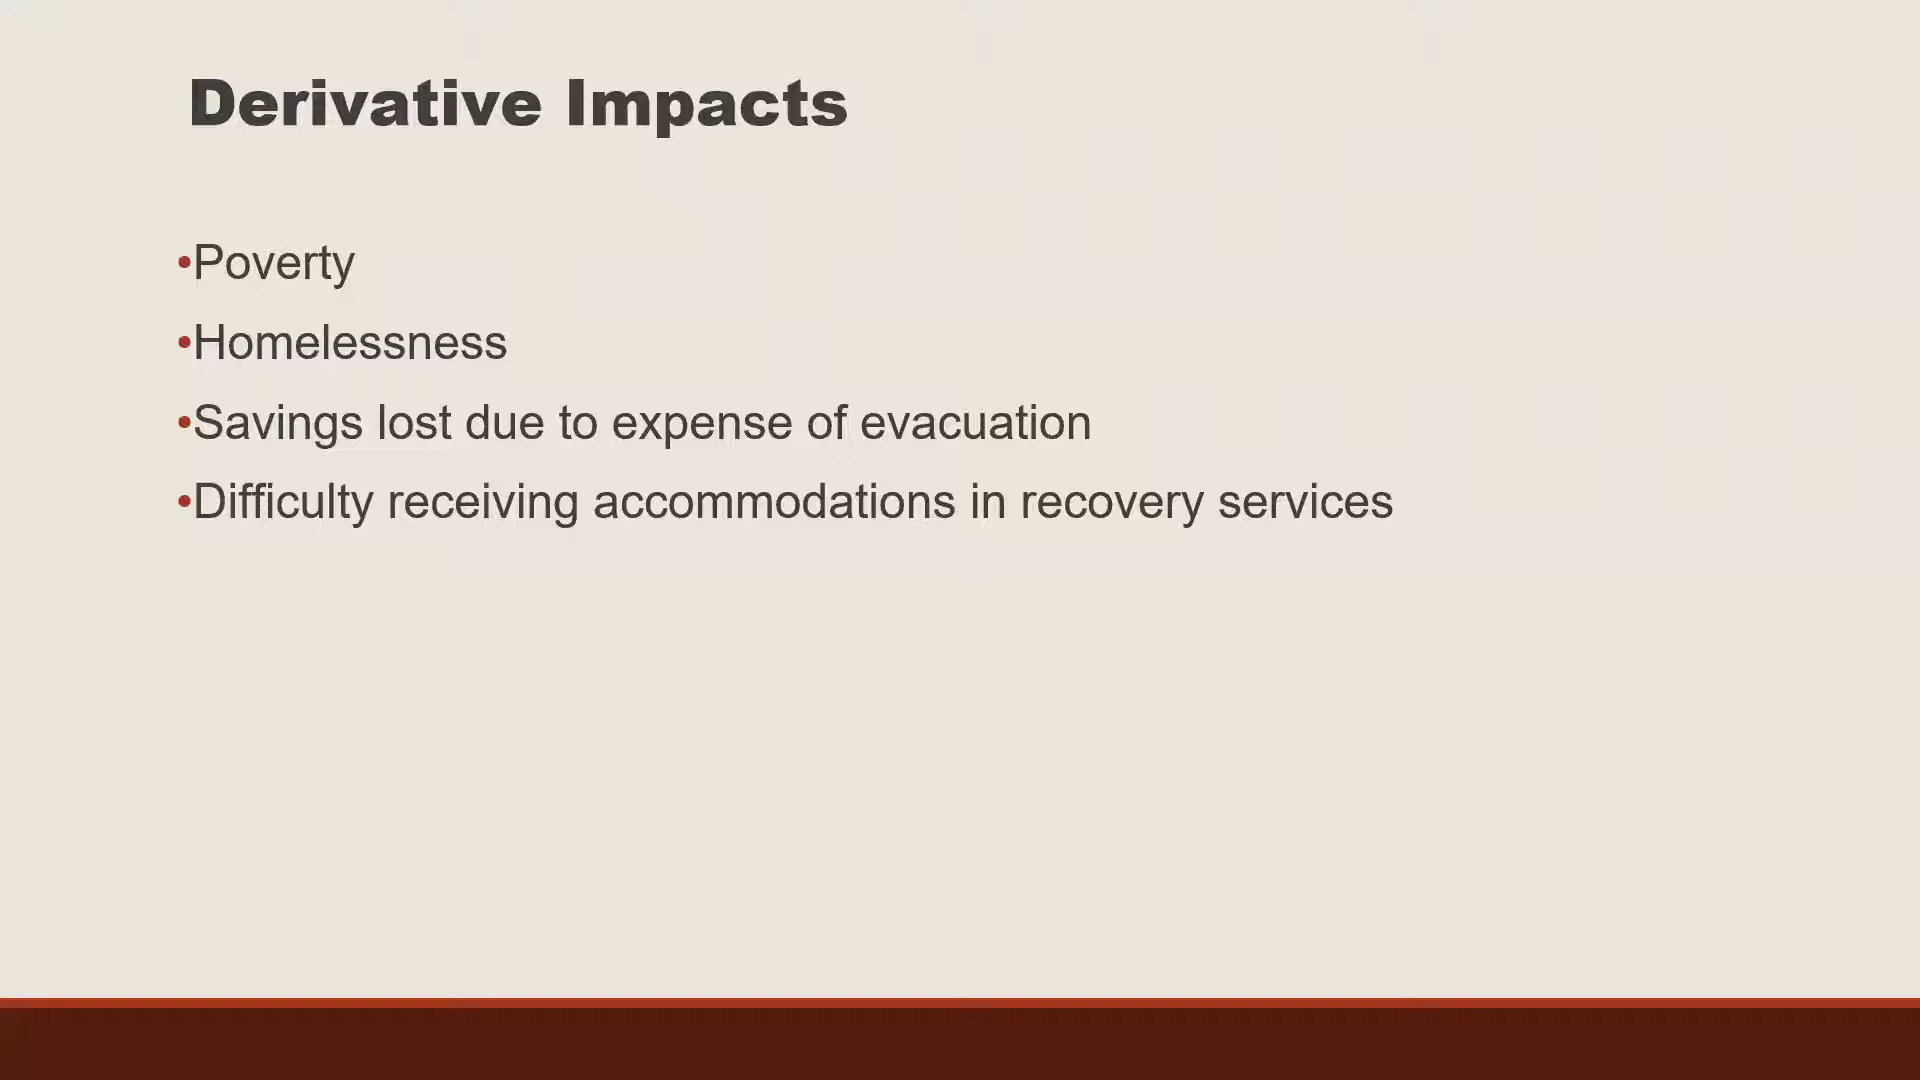 Derivative Impacts
•Poverty
•Homelessness
•Savings lost due to expense of evacuation
•Difficulty receiving accommodations in recovery services